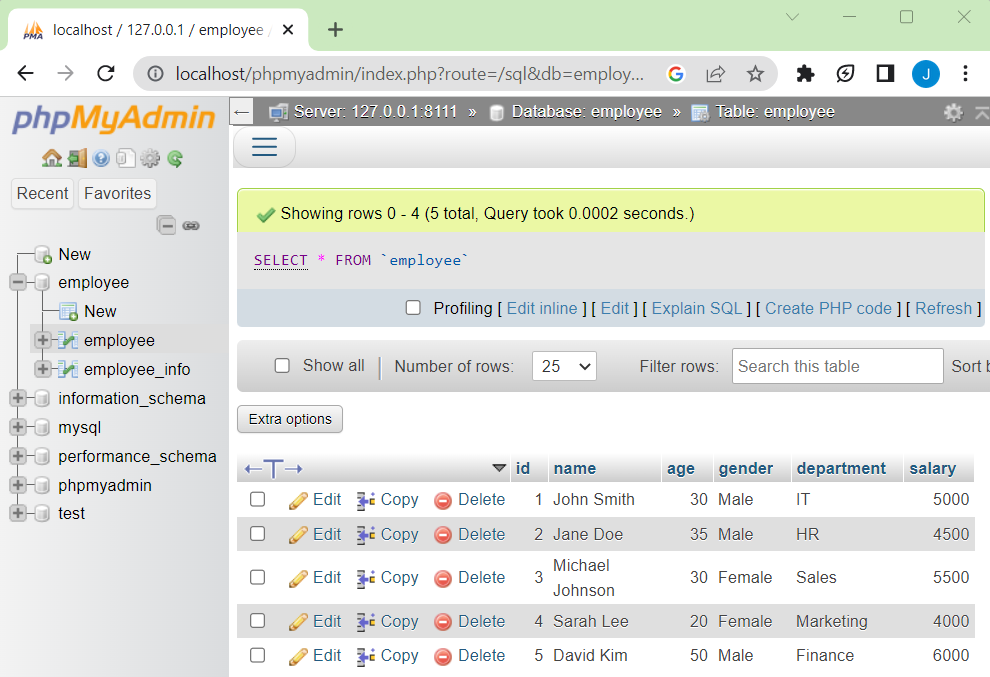 localhost / 127.0.0.1 / employee /
localhost/phpmyadmin/index.php?route=/sql&db=employ...
J
phpMyAdmin
Recent Favorites
New
employee
New
employee
employee_info
information_schema
mysql
performance_schema
phpmyadmin
test
Server: 127.0.0.1:8111 » Database: employee » Table: employee
Showing rows 0 - 4 (5 total, Query took 0.0002 seconds.)
SELECT * FROM `employee`
Profiling [ Edit inline ] [ Edit ] [ Explain SQL ] [ Create PHP code ] [ Refresh ]
Show all Number of rows: 25 Filter rows: Search this table Sort b
Extra options
id name age gender department salary
Edit Copy Delete 1 John Smith 30 Male IT 5000
Edit Copy Delete 2 Jane Doe 35 Male HR 4500
Edit Copy Delete 3 Michael Johnson 30 Female Sales 5500
Edit Copy Delete 4 Sarah Lee 20 Female Marketing 4000
Edit Copy Delete 5 David Kim 50 Male Finance 6000